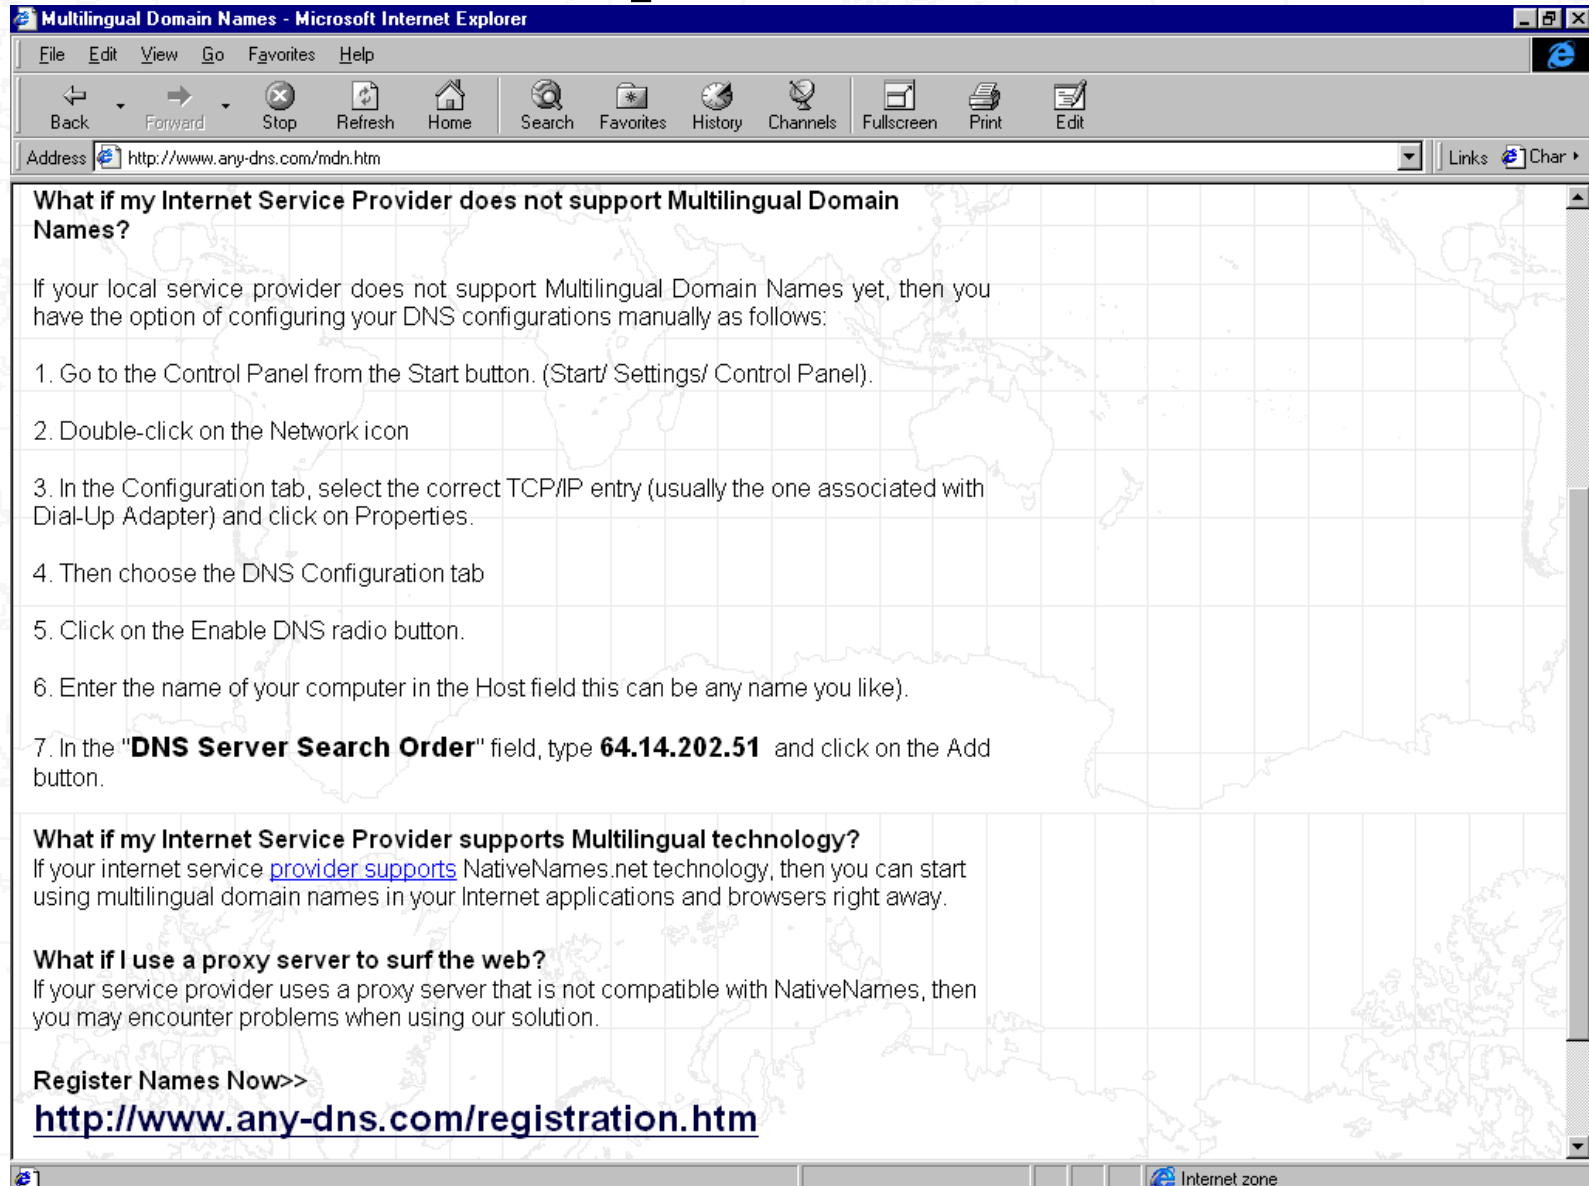 Multilingual Domain Names - Microsoft Internet Explorer
File Edit View Go Favorites Help
Back Forward Stop Refresh Home Search Favorites History Channels Fullscreen Print Edit
Address http://www.any-dns.com/mdn.htm Links Char
What if my Internet Service Provider does not support Multilingual Domain
Names?
If your local service provider does not support Multilingual Domain Names yet, then you
have the option of configuring your DNS configurations manually as follows:
1. Go to the Control Panel from the Start button. (Start/ Settings/ Control Panel).
2. Double-click on the Network icon
3. In the Configuration tab, select the correct TCP/IP entry (usually the one associated with
Dial-Up Adapter) and click on Properties.
4. Then choose the DNS Configuration tab
5. Click on the Enable DNS radio button.
6. Enter the name of your computer in the Host field this can be any name you like).
7. In the "DNS Server Search Order" field, type 64.14.202.51 and click on the Add
button.
What if my Internet Service Provider supports Multilingual technology?
If your internet service provider supports NativeNames.net technology, then you can start
using multilingual domain names in your Internet applications and browsers right away.
What if I use a proxy server to surf the web?
If your service provider uses a proxy server that is not compatible with NativeNames, then
you may encounter problems when using our solution.
Register Names Now>>
http://www.any-dns.com/registration.htm
Internet zone